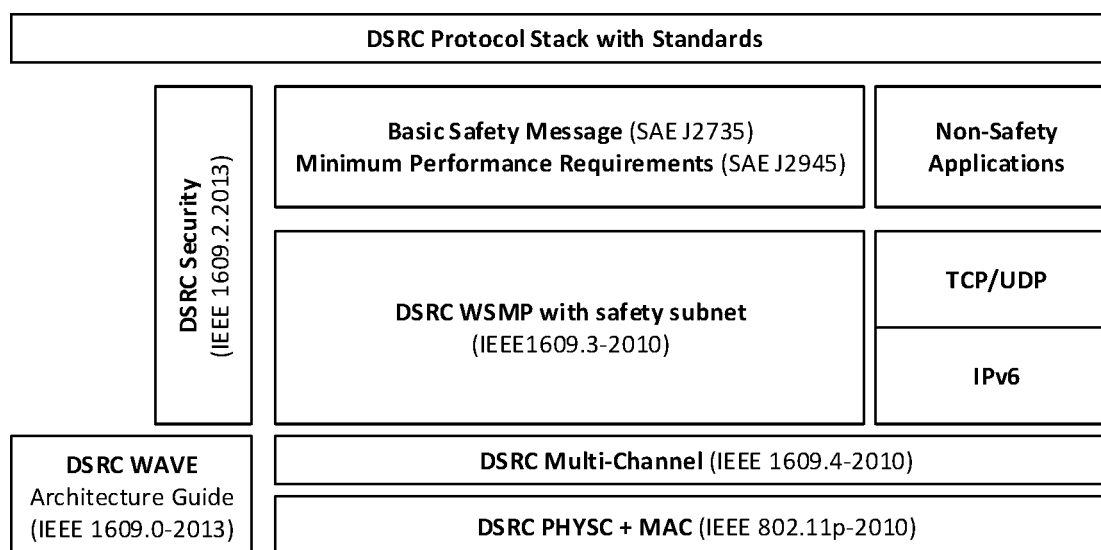 DSRC Protocol Stack with Standards
DSRC Security
(IEEE 1609.2.2013)
Basic Safety Message (SAE J2735)
Minimum Performance Requirements (SAE J2945)
Non-Safety
Applications
DSRC WSMP with safety subnet
(IEEE1609.3-2010)
TCP/UDP
IPv6
DSRC WAVE
Architecture Guide
(IEEE 1609.0-2013)
DSRC Multi-Channel (IEEE 1609.4-2010)
DSRC PHYSC + MAC (IEEE 802.11p-2010)